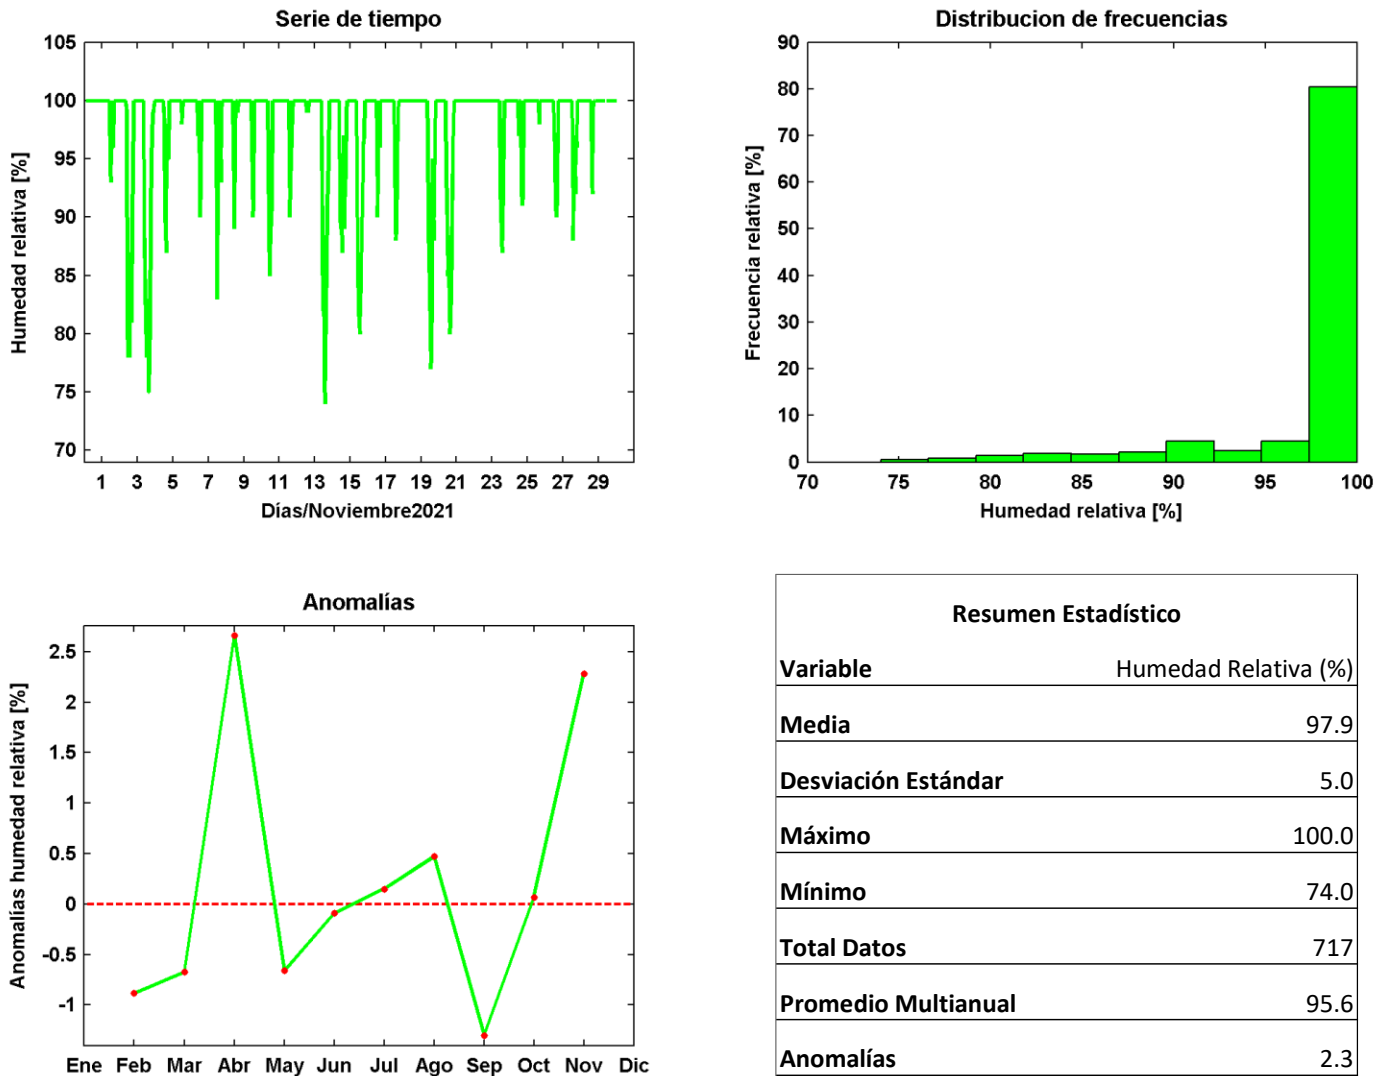 Serie de tiempo
105
100
95
90
85
80
75
70
Humedad relativa [%]
1 3 5 7 9 11 13 15 17 19 21 23 25 27 29
Días/Noviembre2021
Distribucion de frecuencias
90
80
70
60
50
40
30
20
10
0
Frecuencia relativa [%]
70 75 80 85 90 95 100
Humedad relativa [%]
Anomalías
2.5
2
1.5
1
0.5
0
-0.5
-1
Anomalías humedad relativa [%]
Ene Feb Mar Abr May Jun Jul Ago Sep Oct Nov Dic
Resumen Estadístico
Variable Humedad Relativa (%)
Media 97.9
Desviación Estándar 5.0
Máximo 100.0
Mínimo 74.0
Total Datos 717
Promedio Multianual 95.6
Anomalías 2.3